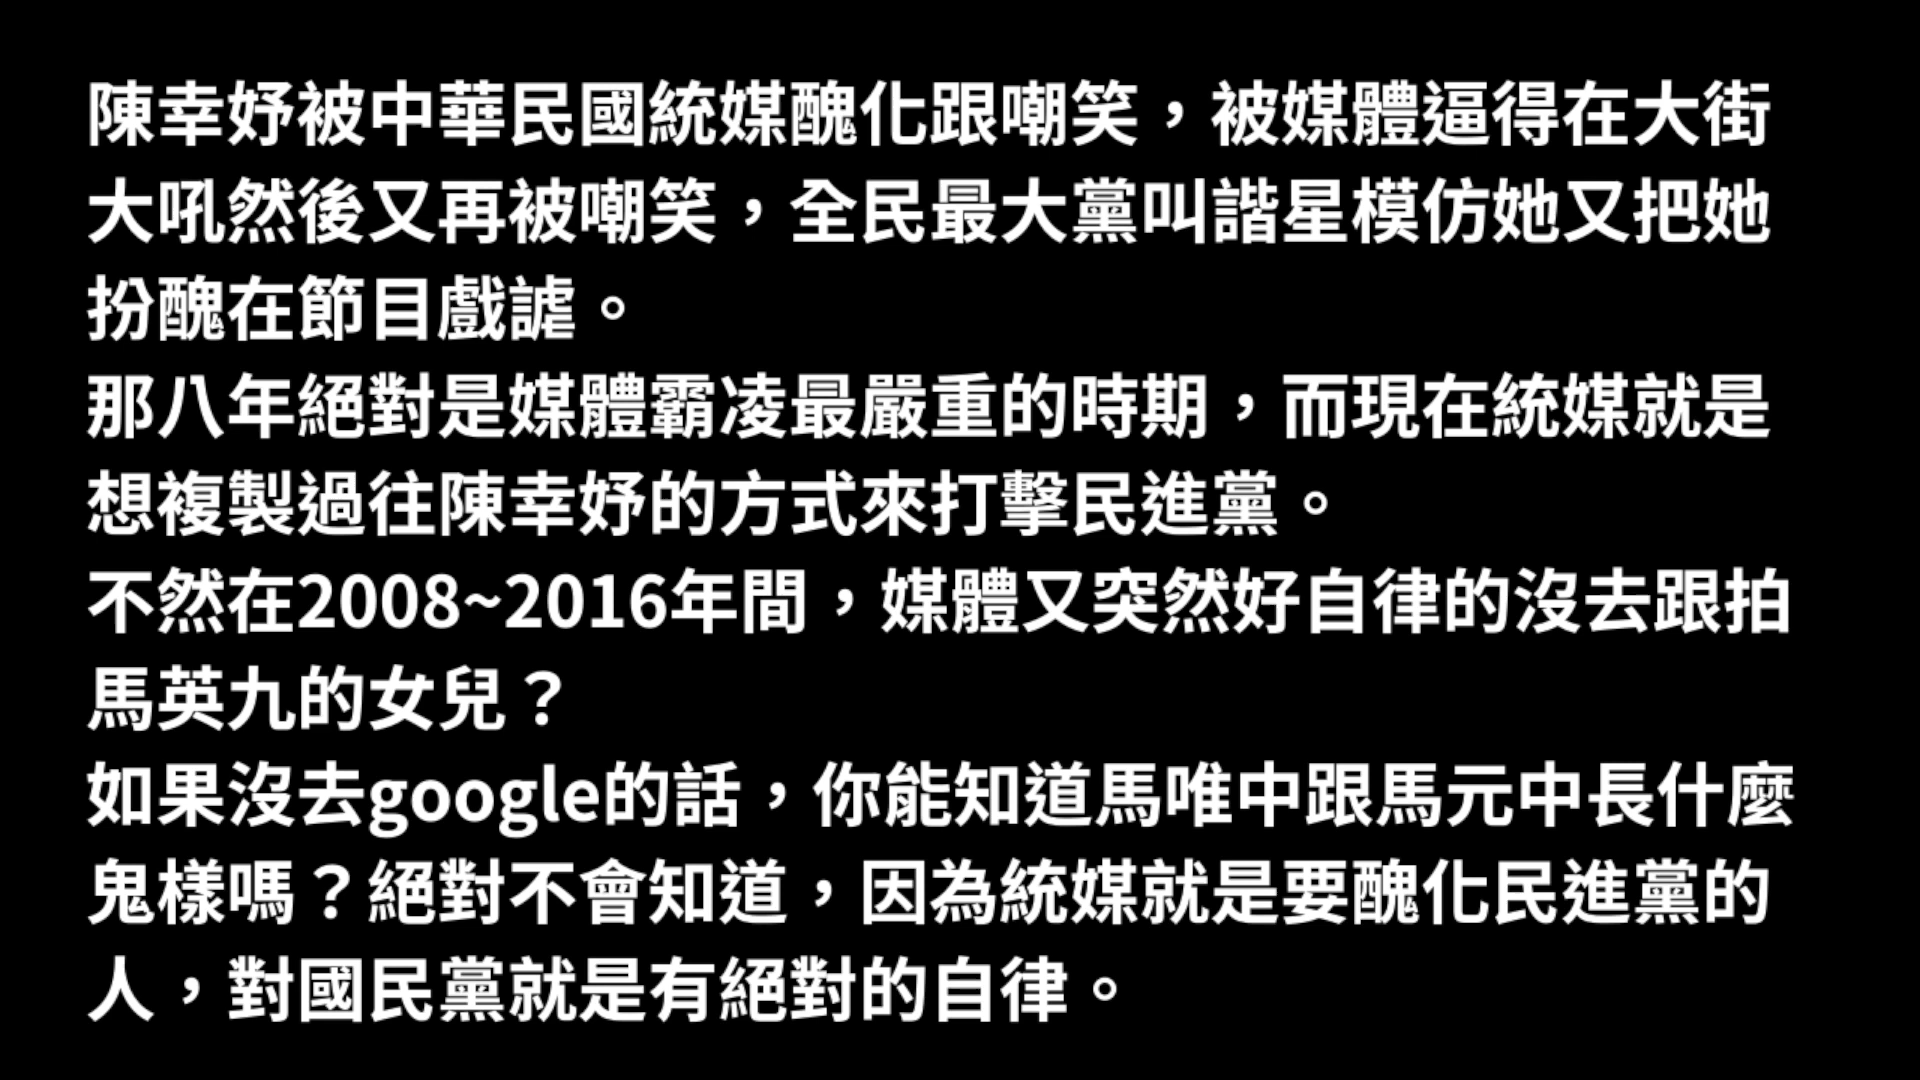 陳幸妤被中華民國統媒醜化跟嘲笑，被媒體逼得在大街
大吼然後又再被嘲笑，全民最大黨叫諧星模仿她又把她
扮醜在節目戲謔。
那八年絕對是媒體霸凌最嚴重的時期，而現在統媒就是
想複製過往陳幸妤的方式來打擊民進黨。
不然在2008~2016年間，媒體又突然好自律的沒去跟拍
馬英九的女兒？
如果沒去google的話，你能知道馬唯中跟馬元中長什麼
鬼樣嗎？絕對不會知道，因為統媒就是要醜化民進黨的
人，對國民黨就是有絕對的自律。